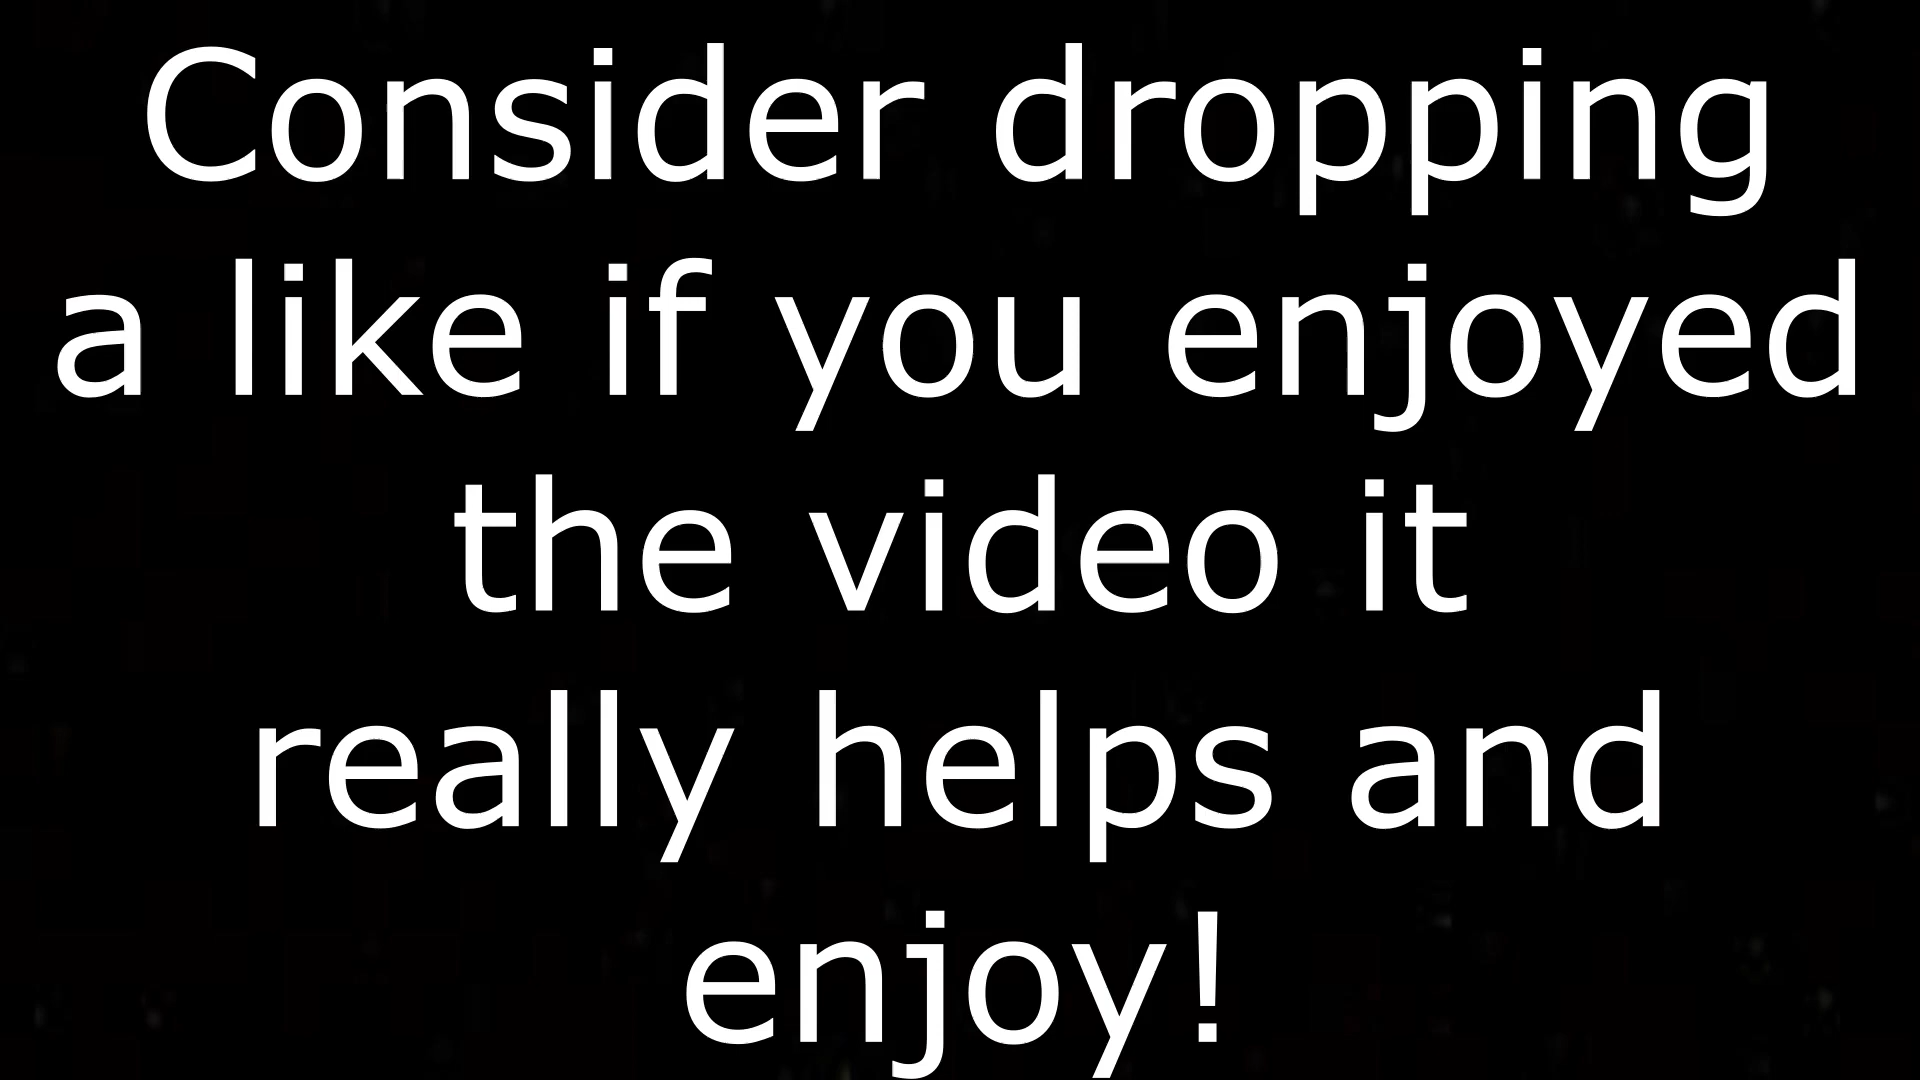 Consider dropping
a like if you enjoyed
the video it
really helps and
enjoy!